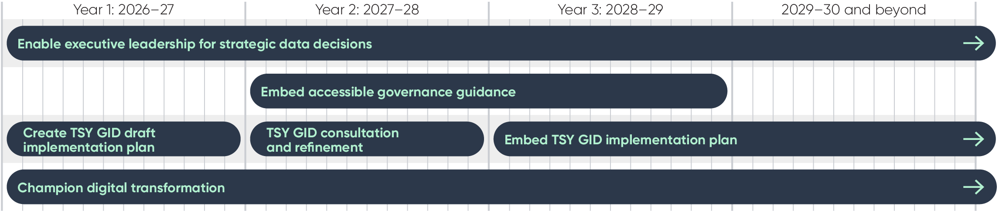 Year 1: 2026–27
Year 2: 2027–28
Year 3: 2028–29
2029–30 and beyond
Enable executive leadership for strategic data decisions
Embed accessible governance guidance
Create TSY GID draft
implementation plan
TSY GID consultation
and refinement
Embed TSY GID implementation plan
Champion digital transformation